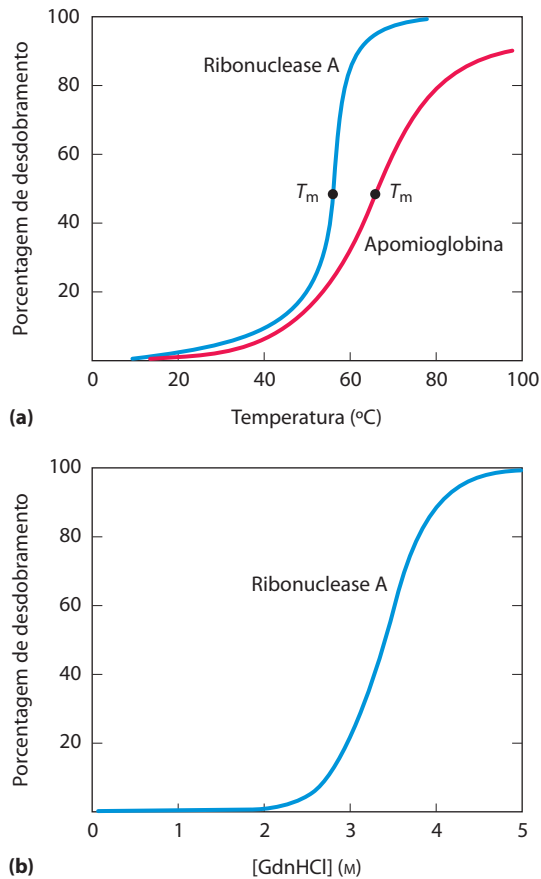 100
80
60
40
20
Porcentagem de desdobramento
Ribonuclease A
Tm
Tm
Apomioglobina
0
20
40
60
80
100
(a)
Temperatura (ºC)
100
80
60
40
20
Porcentagem de desdobramento
Ribonuclease A
0
1
2
3
4
5
(b)
[GdnHCl] (M)